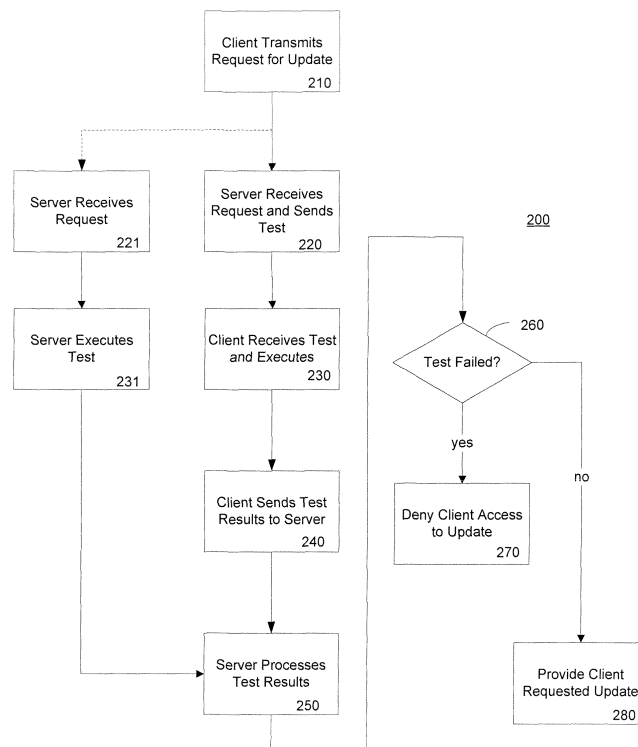 Client Transmits
Request for Update
210
Server Receives
Request
221
Server Receives
Request and Sends
Test
220
200
Server Executes
Test
231
Client Receives Test
and Executes
230
260
Test Failed?
yes
no
Client Sends Test
Results to Server
240
Deny Client Access
to Update
270
Server Processes
Test Results
250
Provide Client
Requested Update
280